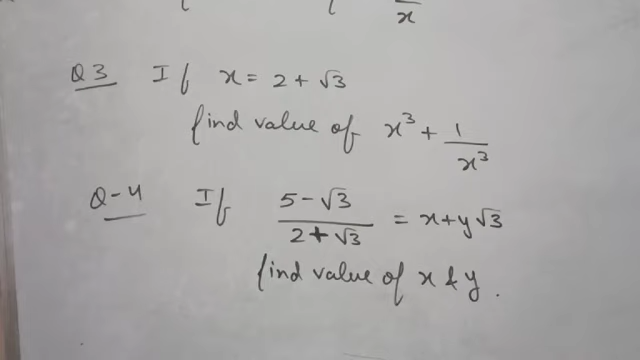 x
Q3 If x = 2 + √3
find value of x³ + 1/x³
Q-4 If (5-√3)/(2+√3) = x+y√3
find value of x & y.